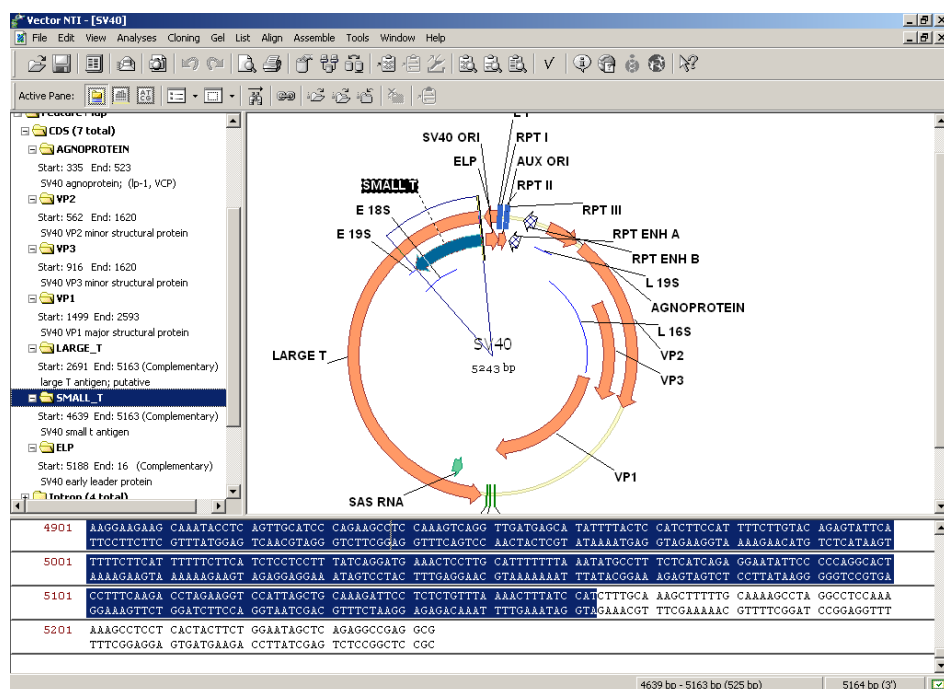 Vector NTI - [SV40]
File Edit View Analyses Cloning Gel List Align Assemble Tools Window Help
Active Pane:
CDS (7 total)
AGNOPROTEIN
Start: 335 End: 523
SV40 agnoprotein; (lp-1, VCP)
VP2
Start: 562 End: 1620
SV40 VP2 minor structural protein
VP3
Start: 916 End: 1620
SV40 VP3 minor structural protein
VP1
Start: 1499 End: 2593
SV40 VP1 major structural protein
LARGE_T
Start: 2691 End: 5163 (Complementary)
large T antigen; putative
SMALL_T
Start: 4639 End: 5163 (Complementary)
SV40 small t antigen
ELP
Start: 5188 End: 16 (Complementary)
SV40 early leader protein
Intron (4 total)
SV40 ORI
RPT I
ELP
AUX ORI
SMALL T
RPT II
E 18S
RPT III
E 19S
RPT ENH A
RPT ENH B
L 19S
AGNOPROTEIN
L 16S
SV40
5243 bp
LARGE T
VP2
VP3
VP1
SAS RNA
4901 AAGGAAGAAG CAAATACCTC AGTTGCATCC CAGAAGCCTC CAAAGTCAGG TTGATGAGCA TATTTTACTC CATCTTCCAT TTTCTTGTAC AGAGTATTCA
TTCCTTCTTC GTTTATGGAG TCAACGTAGG GTCTTCGGAG GTTTCAGTCC AACTACTCGT ATAAAATGAG GTAGAAGGTA AAAGAACATG TCTCATAAGT
5001 TTTTCTTCAT TTTTTCTTCA TCTCCTCCTT TATCAGGATG AAACTCCTTG CATTTTTTTA AATATGCCTT TCTCATCAGA GGAATATTCC CCCAGGCACT
AAAAGAAGTA AAAAAGAAGT AGAGGAGGAA ATAGTCCTAC TTTGAGGAAC GTAAAAAAAT TTATACGGAA AGAGTAGTCT CCTTATAAGG GGGTCCGTGA
5101 CCTTTCAAGA CCTAGAAGGT CCATTAGCTG CAAAGATTCC TCTCTGTTTA AAACTTTATC CATCTTTGCA AAGCTTTTTG CAAAAGCCTA GGCCTCCAAA
GGAAAGTTCT GGATCTTCCA GGTAATCGAC GTTTCTAAGG AGAGACAAAT TTTGAAATAG GTAGAAACGT TTCGAAAAAC GTTTTCGGAT CCGGAGGTTT
5201 AAAGCCTCCT CACTACTTCT GGAATAGCTC AGAGGCCGAG GCG
TTTCGGAGGA GTGATGAAGA CCTTATCGAG TCTCCGGCTC CGC
4639 bp - 5163 bp (525 bp) 5164 bp (3')